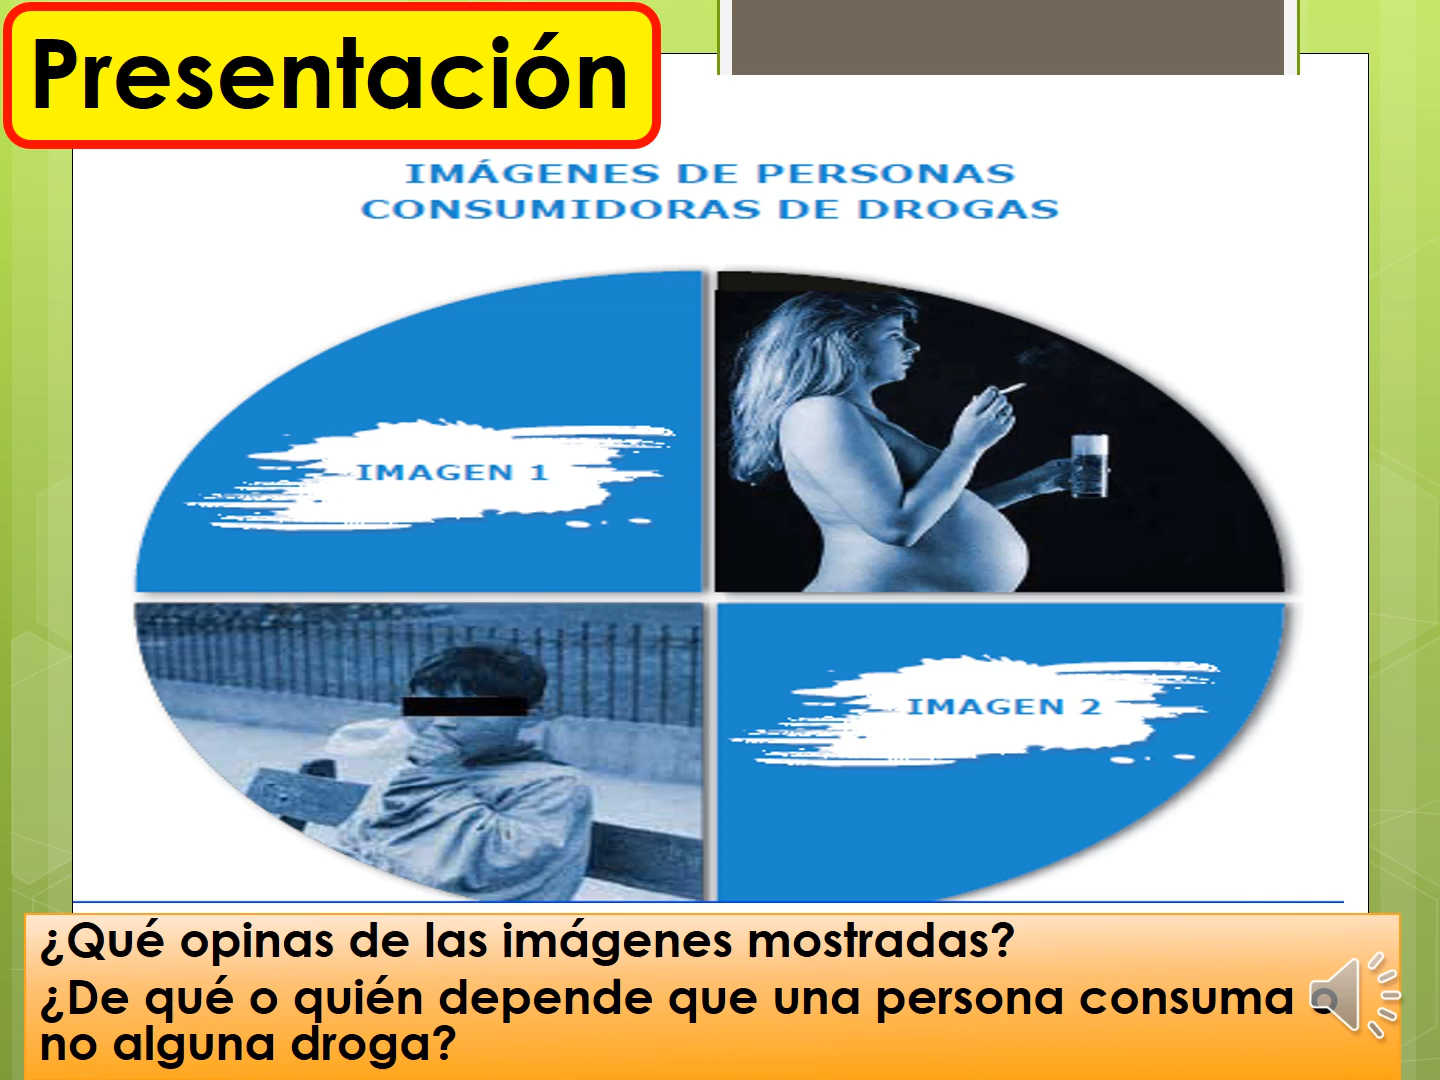 Presentación
IMÁGENES DE PERSONAS
CONSUMIDORAS DE DROGAS
IMAGEN 1
IMAGEN 2
¿Qué opinas de las imágenes mostradas?
¿De qué o quién depende que una persona consuma o
no alguna droga?